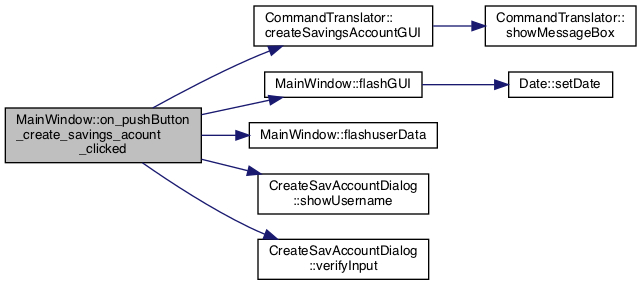 CommandTranslator::
createSavingsAccountGUI
CommandTranslator::
showMessageBox
MainWindow::flashGUI
Date::setDate
MainWindow::on_pushButton
_create_savings_acount
_clicked
MainWindow::flashuserData
CreateSavAccountDialog
::showUsername
CreateSavAccountDialog
::verifyInput